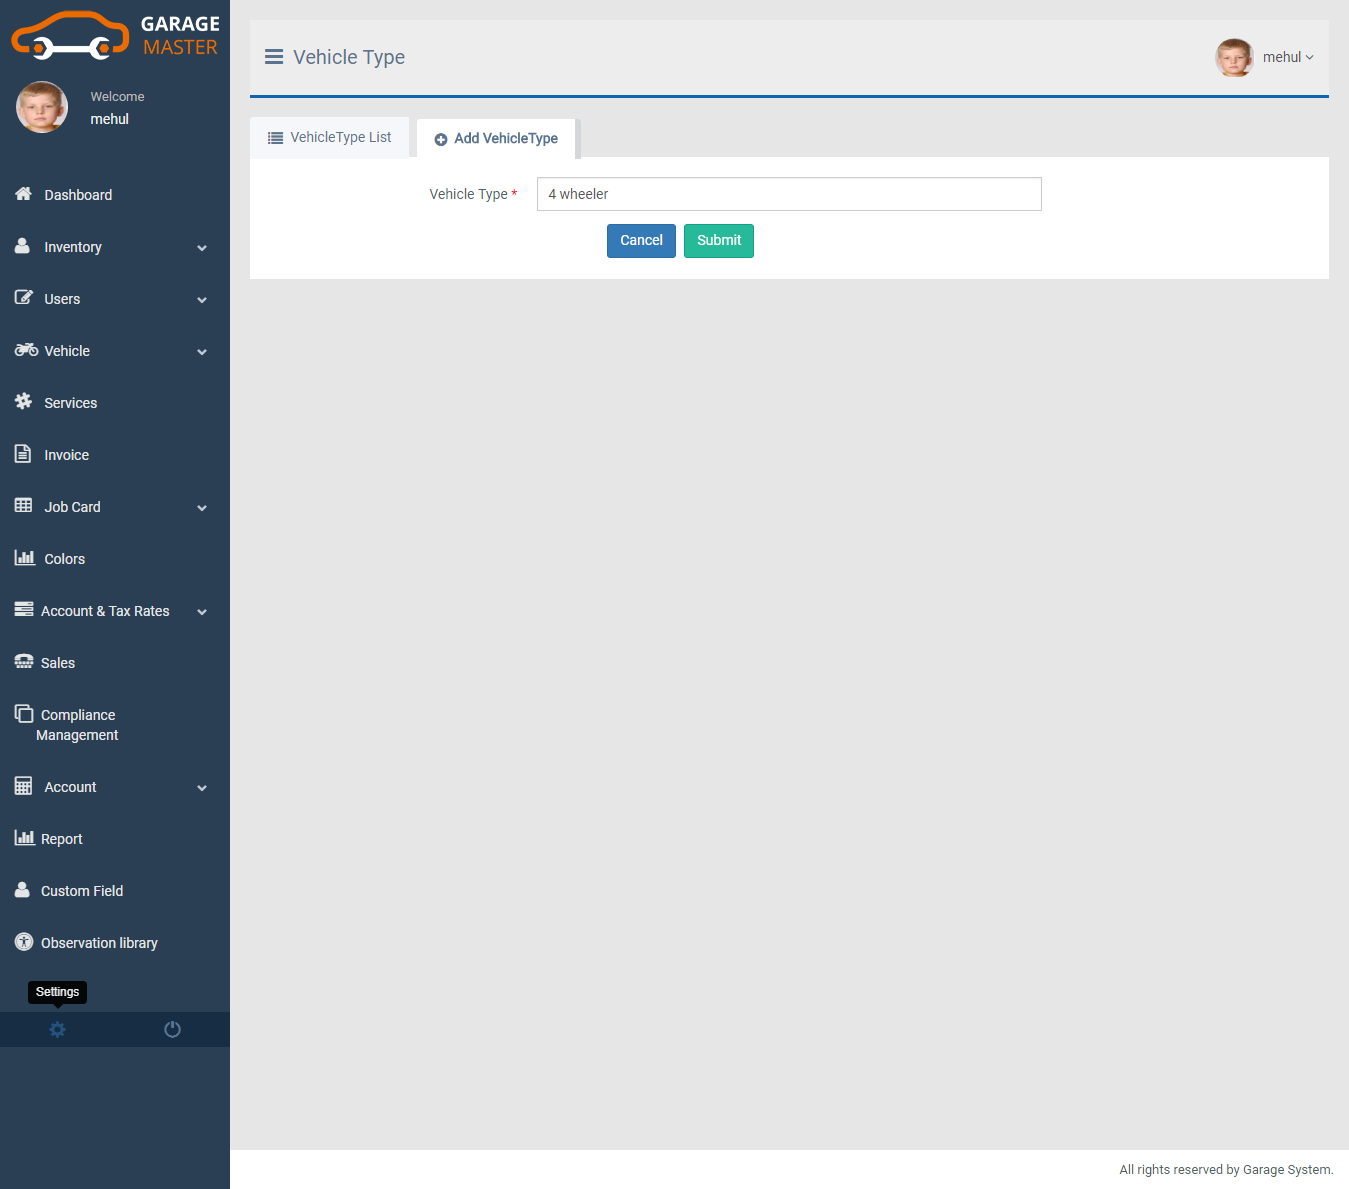 GARAGE
MASTER
Welcome
mehul
Dashboard
Inventory
Users
Vehicle
Services
Invoice
Job Card
Colors
Account & Tax Rates
Sales
Compliance
Management
Account
Report
Custom Field
Observation library
Settings
Vehicle Type
mehul
VehicleType List
Add VehicleType
Vehicle Type *
4 wheeler
Cancel
Submit
All rights reserved by Garage System.